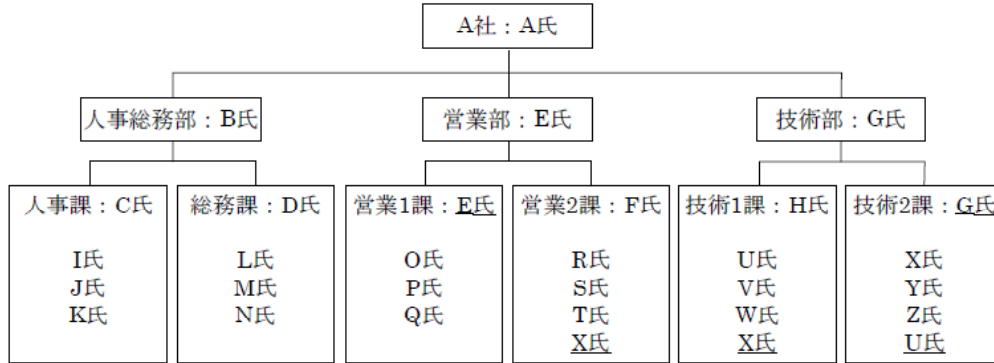 A社：A氏
人事総務部：B氏
営業部：E氏
技術部：G氏
人事課：C氏
I氏
J氏
K氏
総務課：D氏
L氏
M氏
N氏
営業1課：E氏
O氏
P氏
Q氏
営業2課：F氏
R氏
S氏
T氏
X氏
技術1課：H氏
U氏
V氏
W氏
X氏
技術2課：G氏
X氏
Y氏
Z氏
U氏